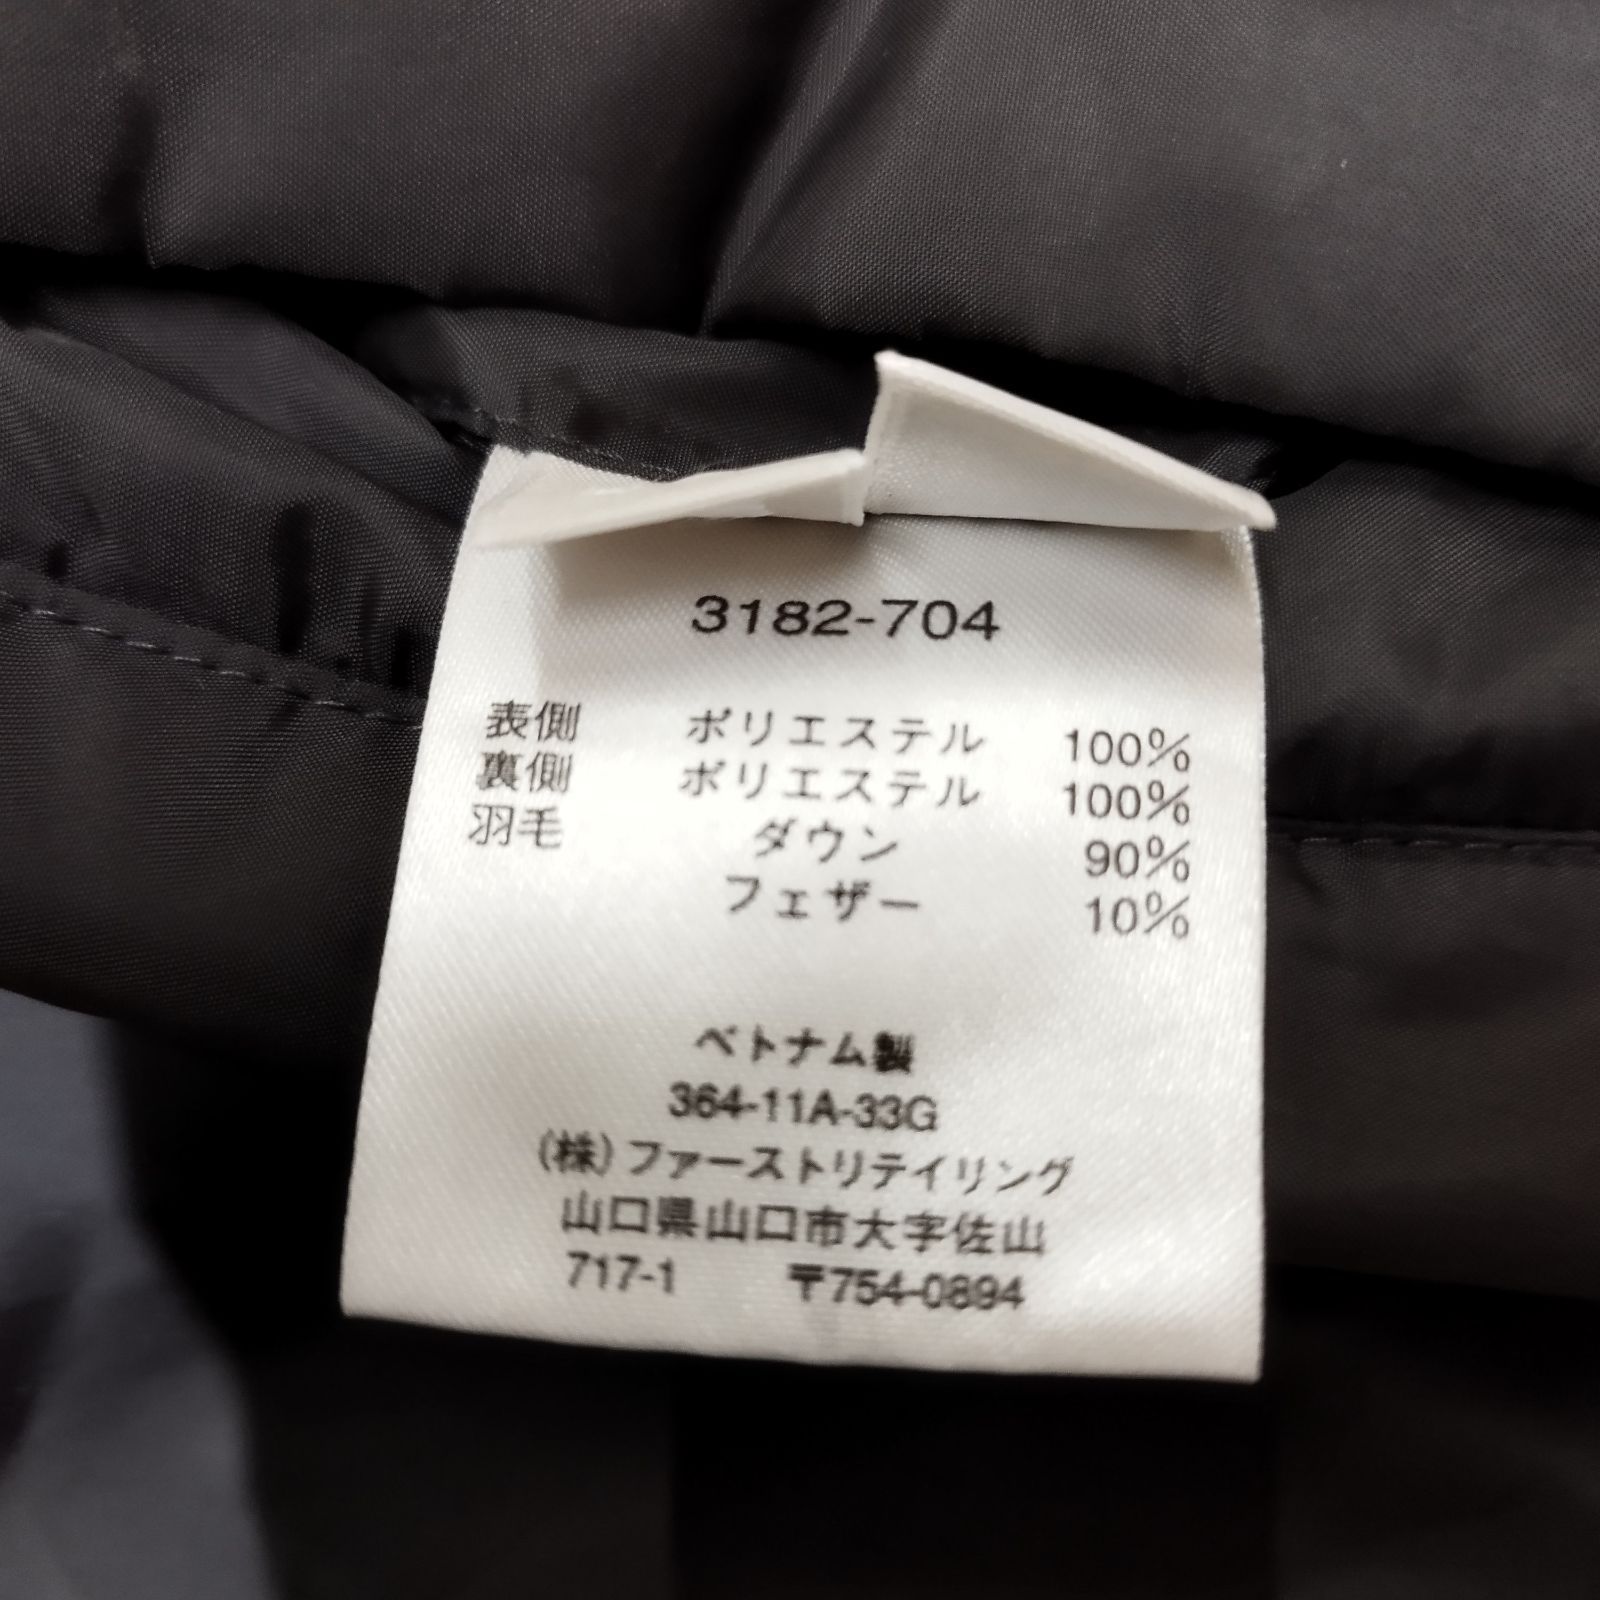 3182-704
表側 ポリエステル 100%
裏側 ポリエステル 100%
羽毛 ダウン 90%
フェザー 10%
ベトナム製
364-11A-33G
(株)ファーストリテイリング
山口県山口市大字佐山
717-1 〒754-0894